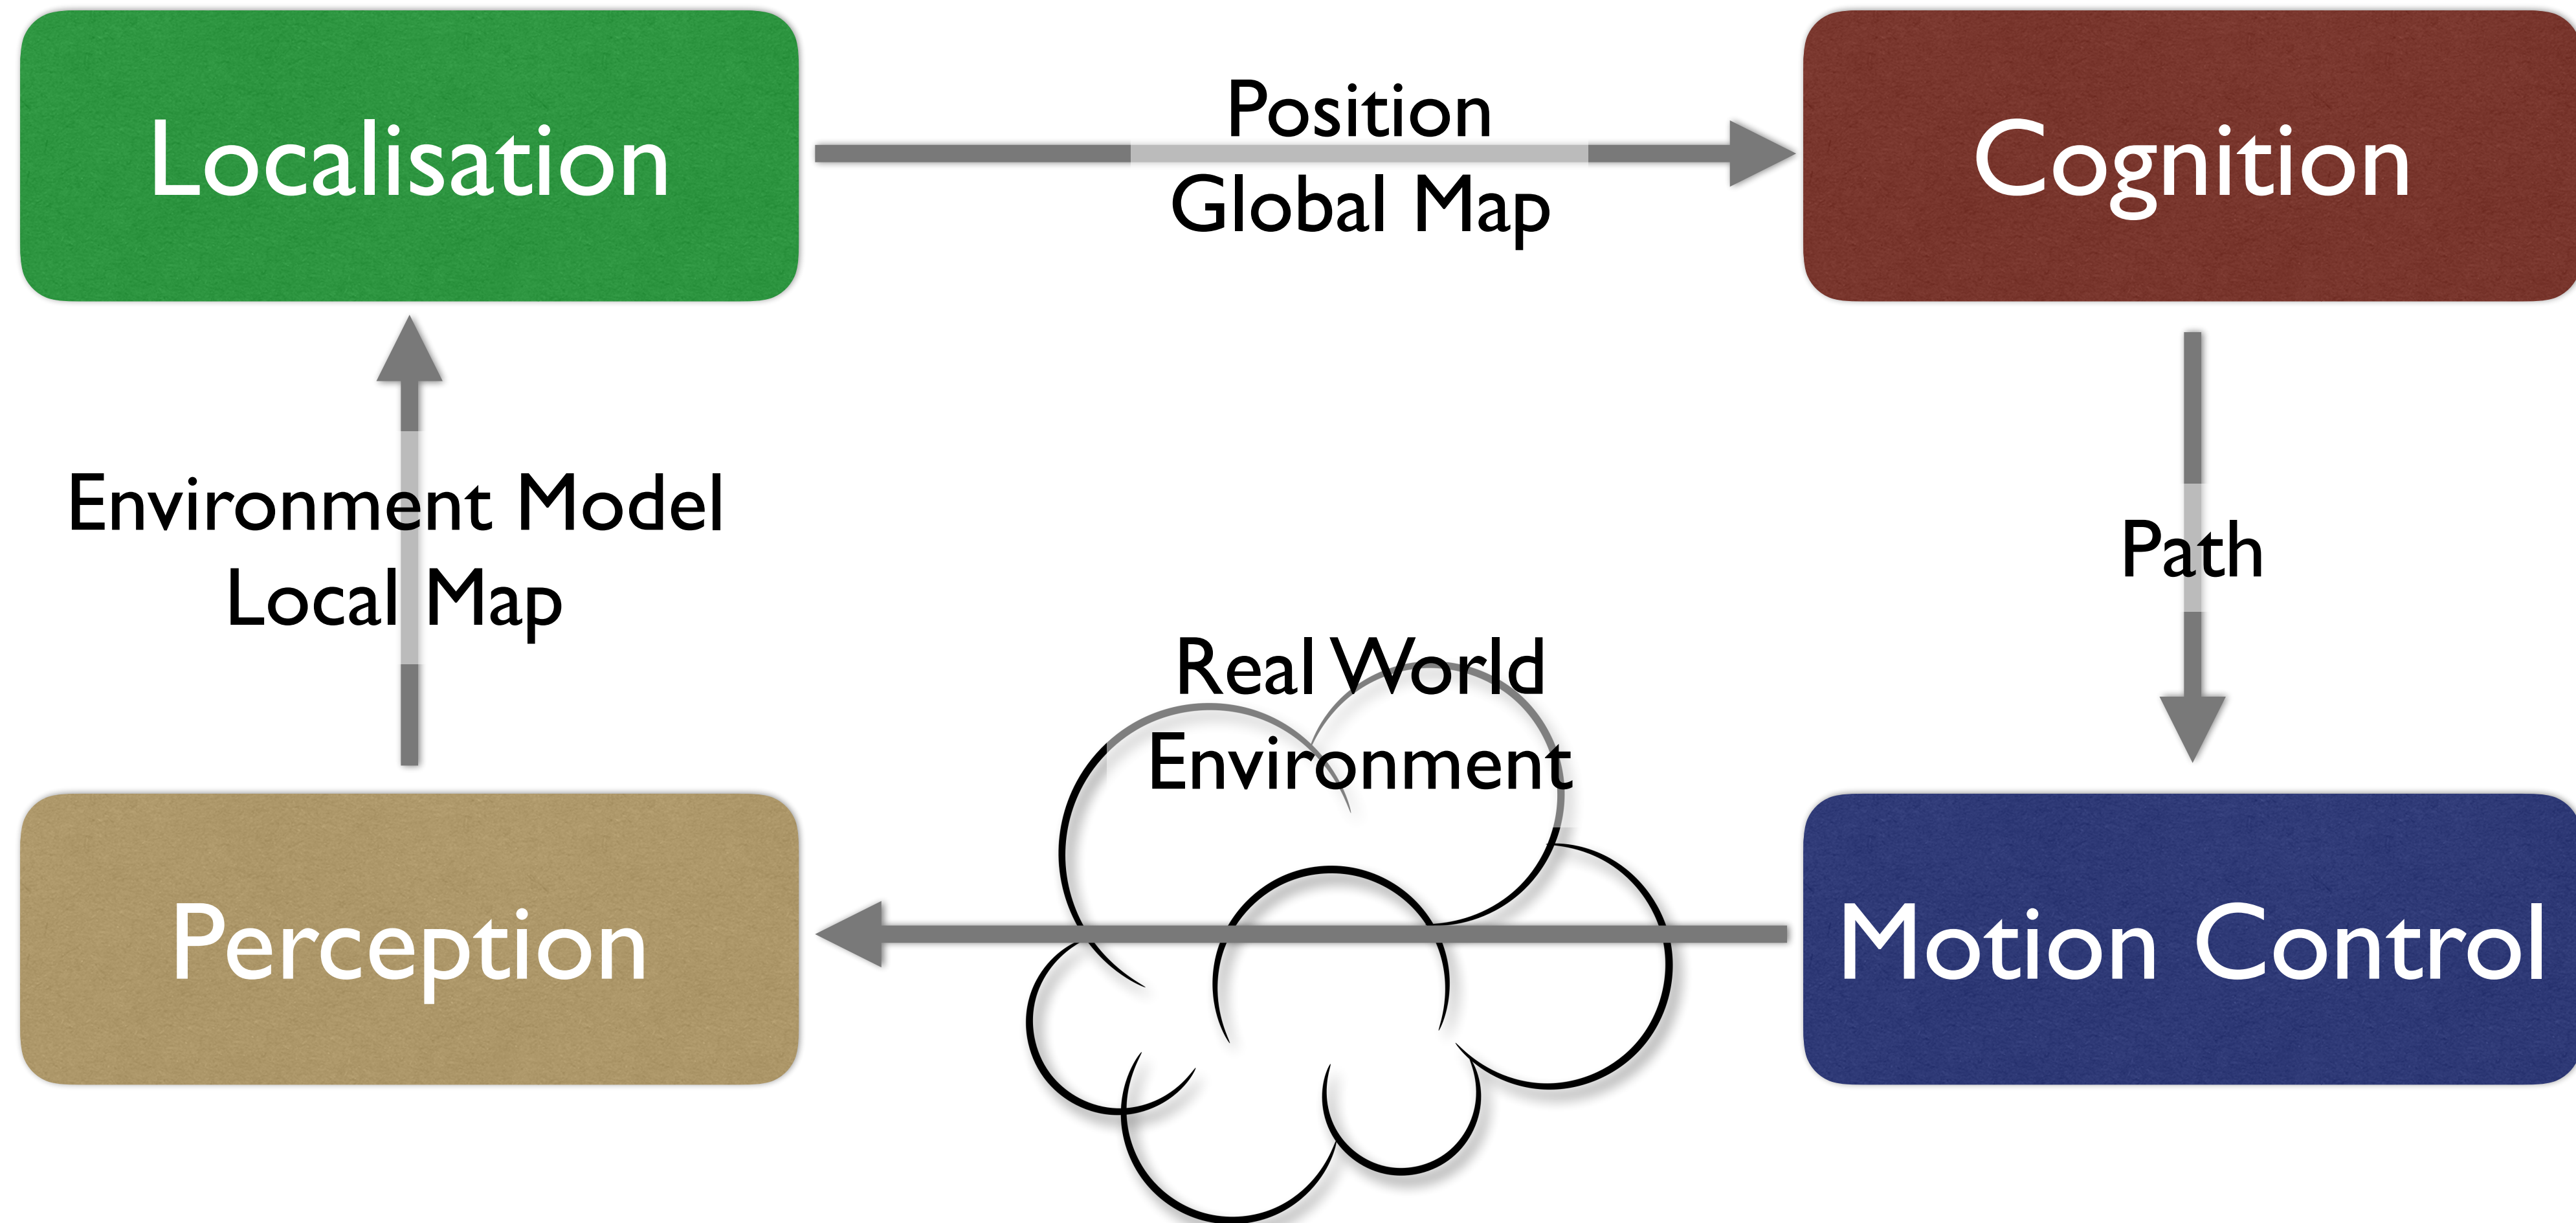 Localisation
Position
Global Map
Cognition
Environment Model
Local Map
Path
Real World
Environment
Perception
Motion Control